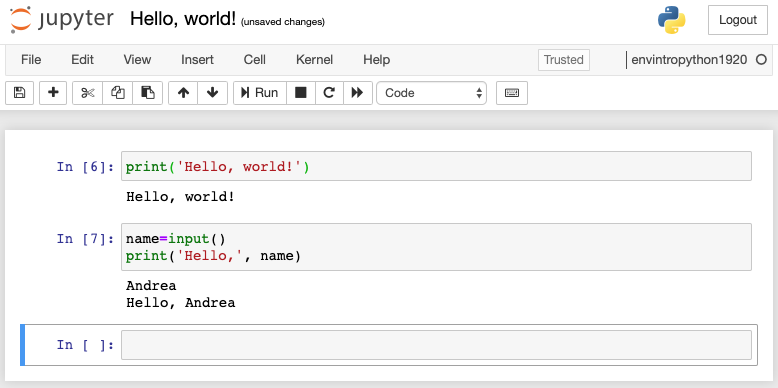 jupyter Hello, world! (unsaved changes) Logout
File Edit View Insert Cell Kernel Help Trusted envintropython1920
Run Code
In [6]: print('Hello, world!')
Hello, world!
In [7]: name=input()
print('Hello,', name)
Andrea
Hello, Andrea
In [ ]: